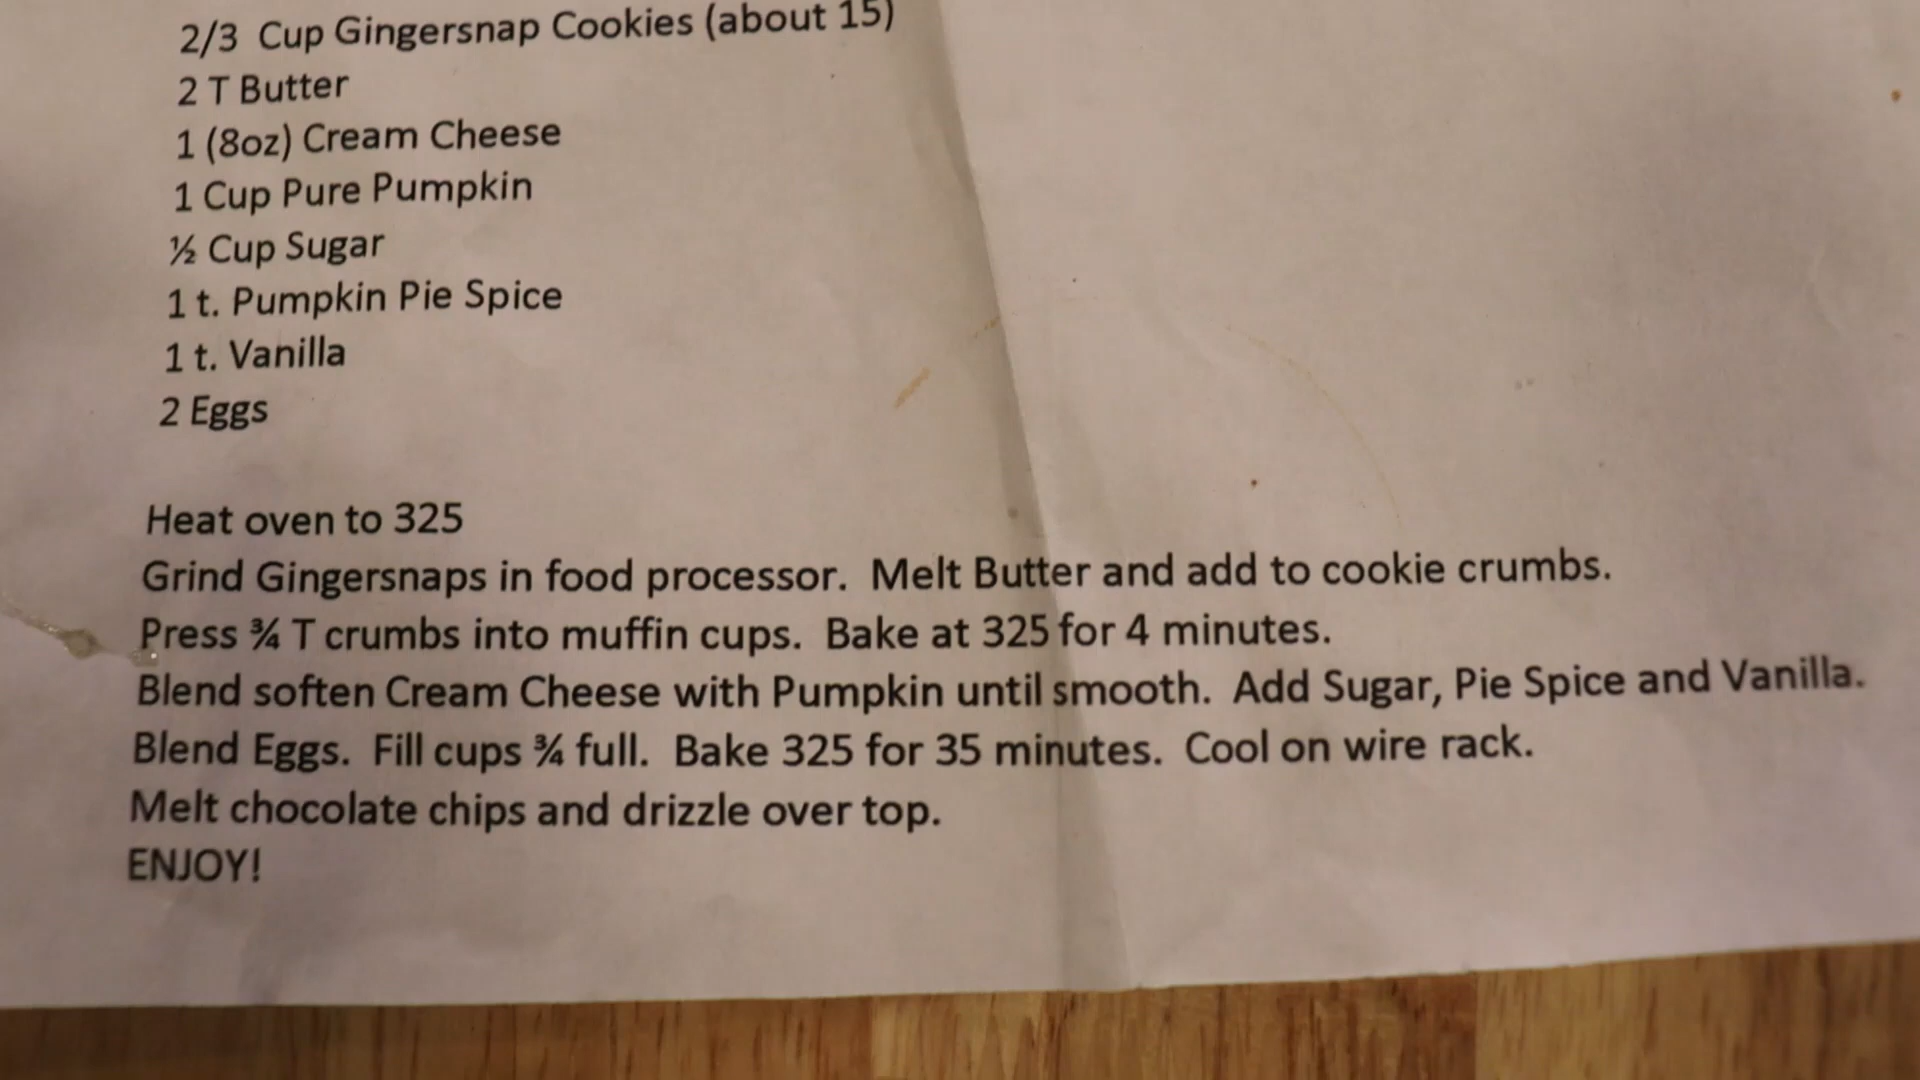 2/3 Cup Gingersnap Cookies (about 15)
2 T Butter
1 (8oz) Cream Cheese
1 Cup Pure Pumpkin
½ Cup Sugar
1 t. Pumpkin Pie Spice
1 t. Vanilla
2 Eggs
Heat oven to 325
Grind Gingersnaps in food processor. Melt Butter and add to cookie crumbs.
Press ¾ T crumbs into muffin cups. Bake at 325 for 4 minutes.
Blend soften Cream Cheese with Pumpkin until smooth. Add Sugar, Pie Spice and Vanilla.
Blend Eggs. Fill cups ¾ full. Bake 325 for 35 minutes. Cool on wire rack.
Melt chocolate chips and drizzle over top.
ENJOY!